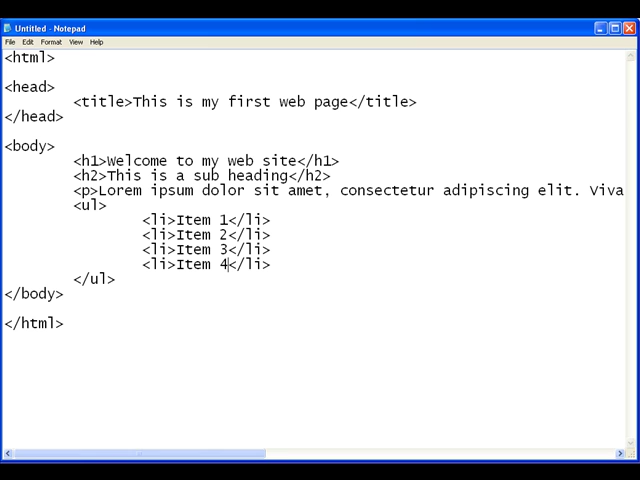 Untitled - Notepad
File Edit Format View Help
<html>
<head>
<title>This is my first web page</title>
</head>
<body>
<h1>Welcome to my web site</h1>
<h2>This is a sub heading</h2>
<p>Lorem ipsum dolor sit amet, consectetur adipiscing elit. Viva
<ul>
<li>Item 1</li>
<li>Item 2</li>
<li>Item 3</li>
<li>Item 4</li>
</ul>
</body>
</html>